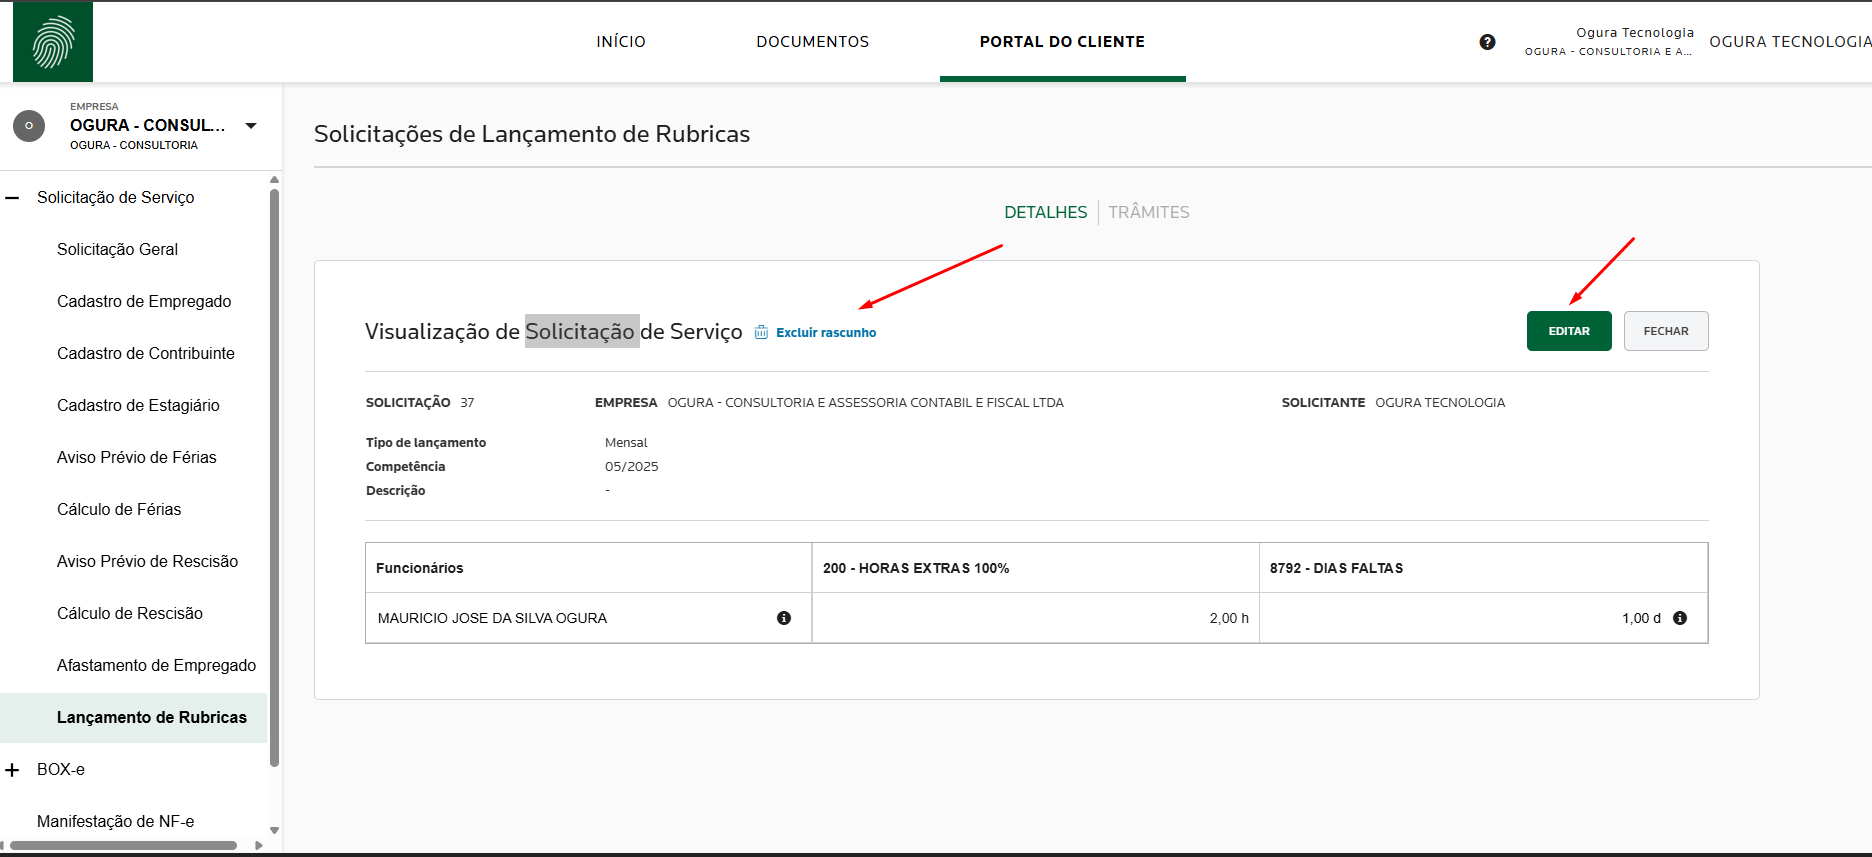 INÍCIO
DOCUMENTOS
PORTAL DO CLIENTE
?
Ogura Tecnologia
OGURA - CONSULTORIA E A...
OGURA TECNOLOGIA
O
EMPRESA
OGURA - CONSUL...
OGURA - CONSULTORIA
Solicitação de Serviço
Solicitação Geral
Cadastro de Empregado
Cadastro de Contribuinte
Cadastro de Estagiário
Aviso Prévio de Férias
Cálculo de Férias
Aviso Prévio de Rescisão
Cálculo de Rescisão
Afastamento de Empregado
Lançamento de Rubricas
BOX-e
Manifestação de NF-e
Solicitações de Lançamento de Rubricas
DETALHES
TRÂMITES
Visualização de Solicitação de Serviço
Excluir rascunho
EDITAR
FECHAR
SOLICITAÇÃO 37
EMPRESA OGURA - CONSULTORIA E ASSESSORIA CONTABIL E FISCAL LTDA
SOLICITANTE OGURA TECNOLOGIA
Tipo de lançamento Mensal
Competência 05/2025
Descrição -
Funcionários 200 - HORAS EXTRAS 100% 8792 - DIAS FALTAS
MAURICIO JOSE DA SILVA OGURA 2,00 h 1,00 d